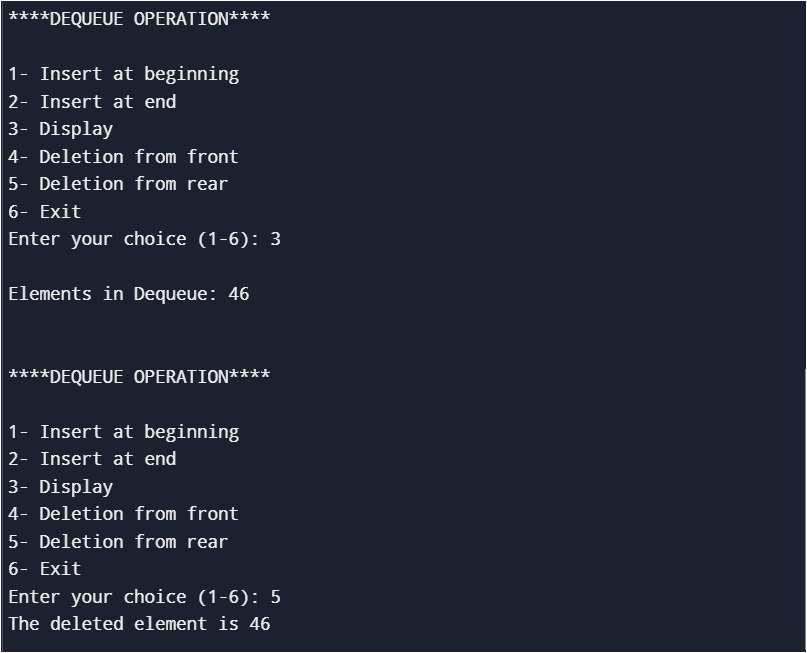 ****DEQUEUE OPERATION****
1- Insert at beginning
2- Insert at end
3- Display
4- Deletion from front
5- Deletion from rear
6- Exit
Enter your choice (1-6): 3
Elements in Dequeue: 46
****DEQUEUE OPERATION****
1- Insert at beginning
2- Insert at end
3- Display
4- Deletion from front
5- Deletion from rear
6- Exit
Enter your choice (1-6): 5
The deleted element is 46